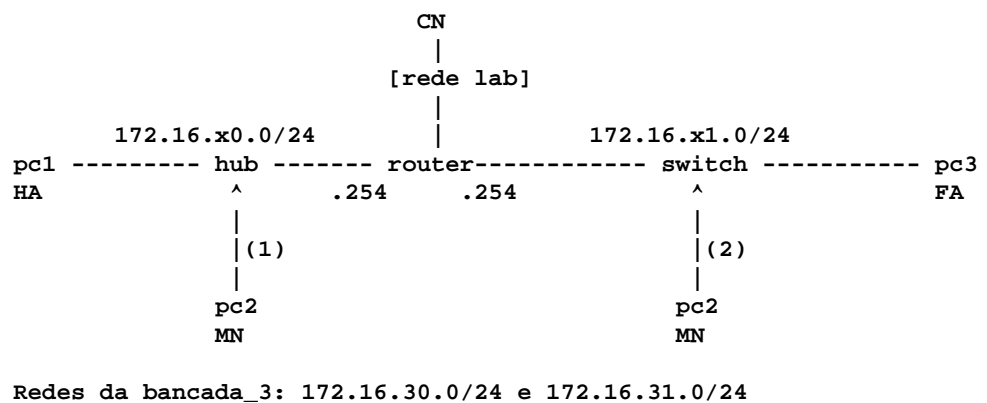 CN
|
[rede lab]
|
172.16.x0.0/24 | 172.16.x1.0/24
pc1 --------- hub ------- router------------ switch ----------- pc3
HA ^ .254 .254 ^ FA
| |
|(1) |(2)
| |
pc2 pc2
MN MN
Redes da bancada_3: 172.16.30.0/24 e 172.16.31.0/24